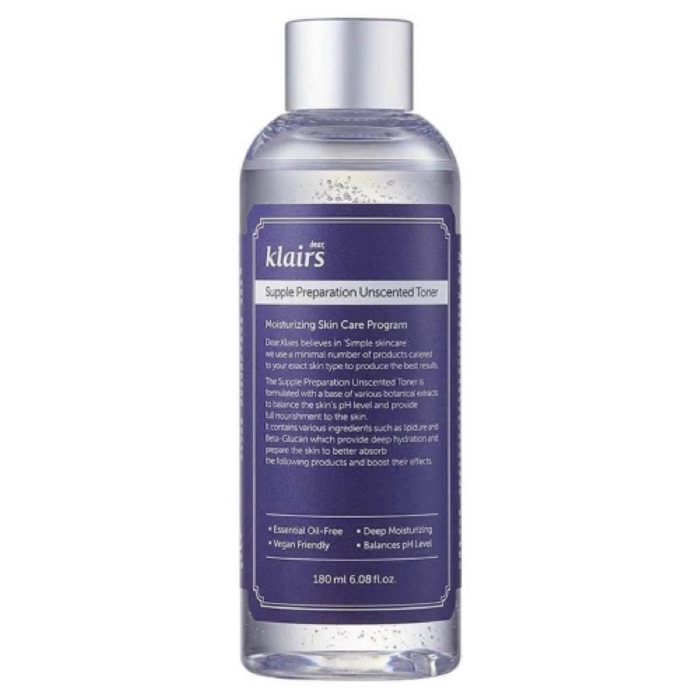 dear,
klairs
Supple Preparation Unscented Toner
Moisturizing Skin Care Program
Dear,Klairs believes in 'Simple skincare':
we use a minimal number of products catered
to your exact skin type to produce the best results.
The Supple Preparation Unscented Toner is
formulated with a base of various botanical extracts
to balance the skin's pH level and provide
full nourishment to the skin.
It contains various ingredients such as lipidure and
Beta-Glucan which provide deep hydration and
prepare the skin to better absorb
the following products and boost their effects.
• Essential Oil-Free • Deep Moisturizing
• Vegan Friendly • Balances pH Level
180 ml 6.08 fl.oz.